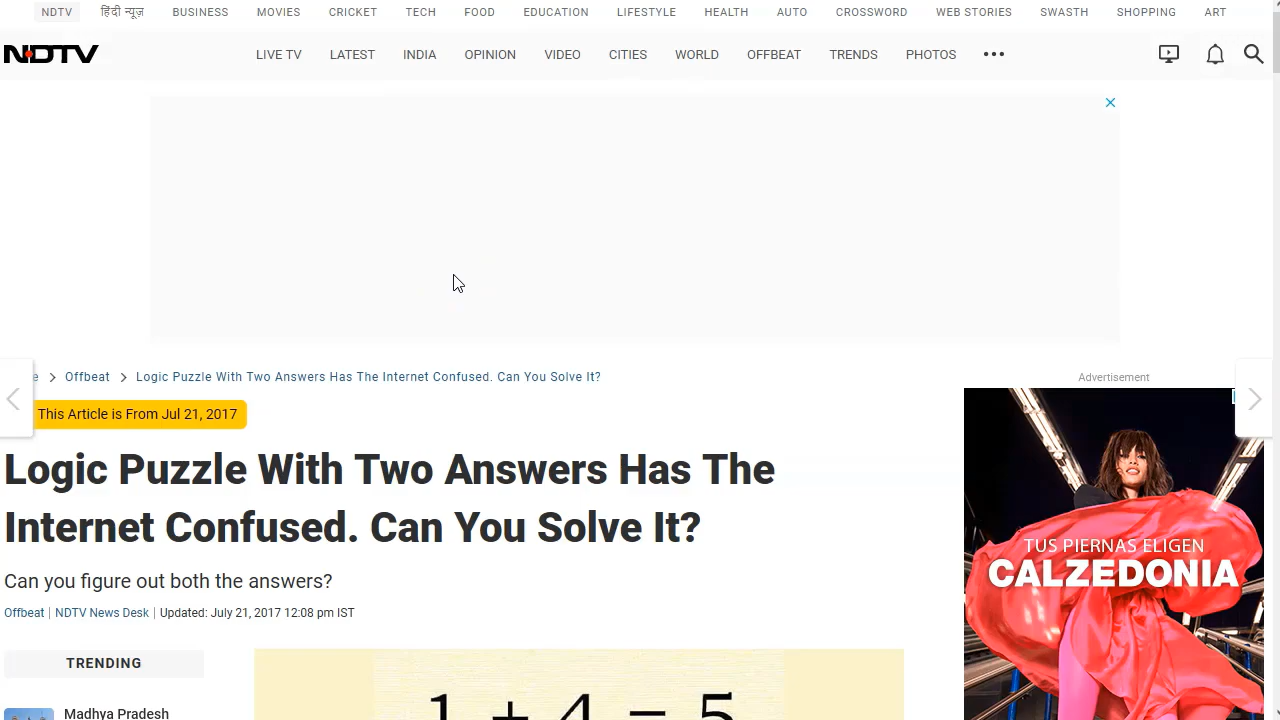 NDTV हिंदी न्यूज़ BUSINESS MOVIES CRICKET TECH FOOD EDUCATION LIFESTYLE HEALTH AUTO CROSSWORD WEB STORIES SWASTH SHOPPING ART
NDTV LIVE TV LATEST INDIA OPINION VIDEO CITIES WORLD OFFBEAT TRENDS PHOTOS
Offbeat Logic Puzzle With Two Answers Has The Internet Confused. Can You Solve It?
Advertisement
This Article is From Jul 21, 2017
Logic Puzzle With Two Answers Has The
Internet Confused. Can You Solve It?
TUS PIERNAS ELIGEN
CALZEDONIA
Can you figure out both the answers?
Offbeat | NDTV News Desk | Updated: July 21, 2017 12:08 pm IST
TRENDING
1 + 4 = 5
Madhya Pradesh